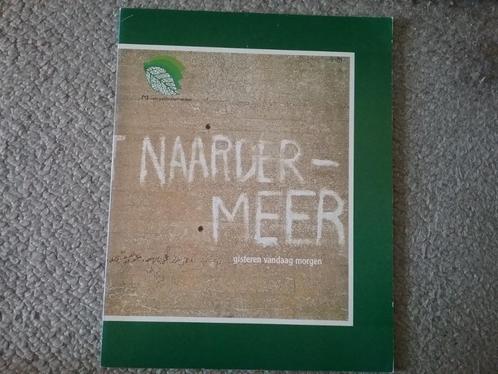 NAARDER-
MEER
gisteren vandaag morgen